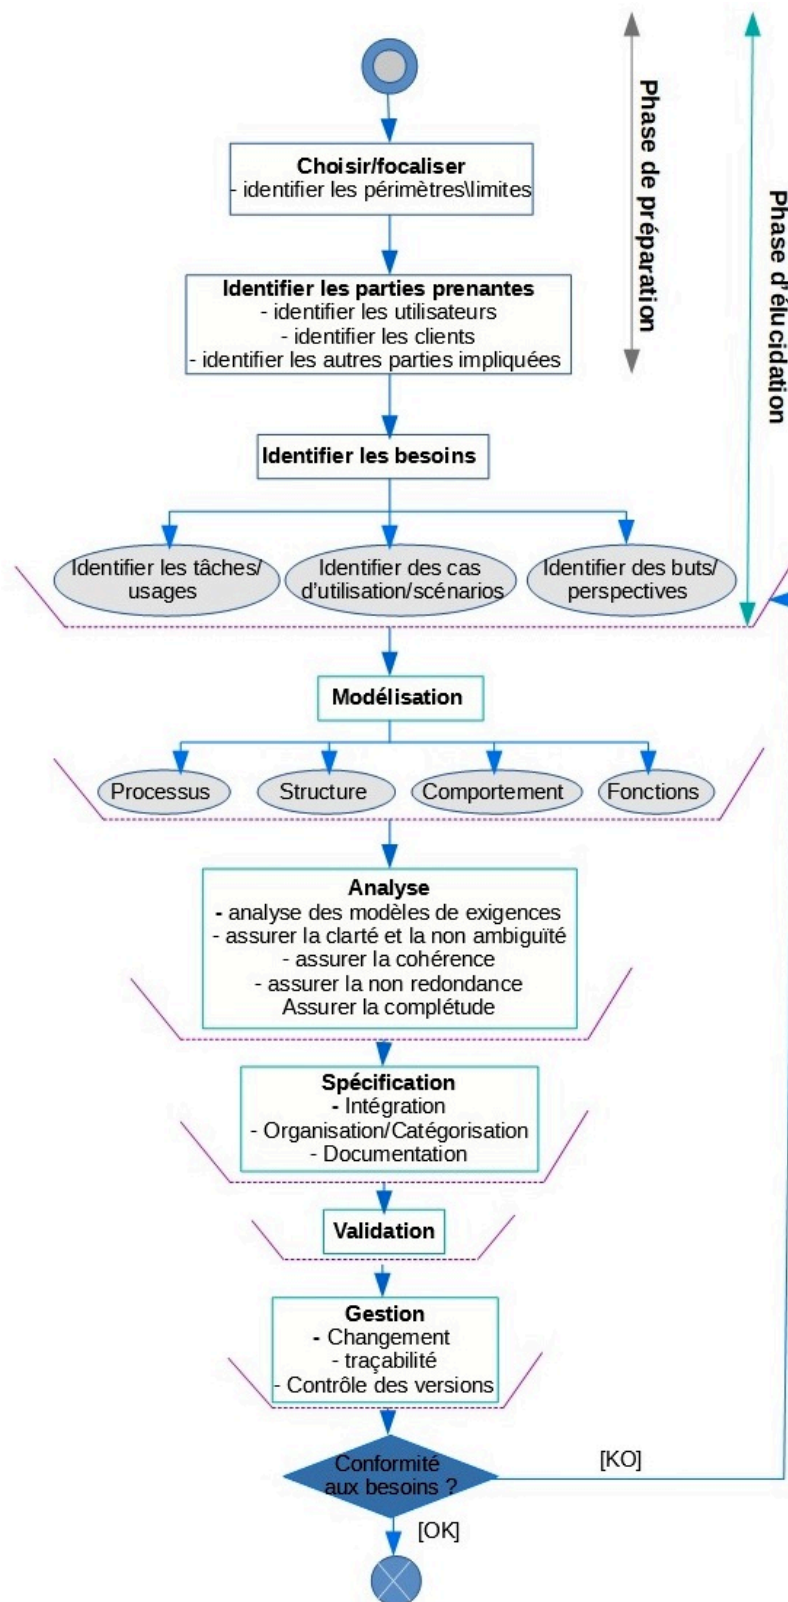 Phase de préparation
Phase d'élucidation
Choisir/focaliser
- identifier les périmètres\limites
Identifier les parties prenantes
- identifier les utilisateurs
- identifier les clients
- identifier les autres parties impliquées
Identifier les besoins
Identifier les tâches/
usages
Identifier des cas
d'utilisation/scénarios
Identifier des buts/
perspectives
Modélisation
Processus
Structure
Comportement
Fonctions
Analyse
- analyse des modèles de exigences
- assurer la clarté et la non ambiguïté
- assurer la cohérence
- assurer la non redondance
Assurer la complétude
Spécification
- Intégration
- Organisation/Catégorisation
- Documentation
Validation
Gestion
- Changement
- traçabilité
- Contrôle des versions
Conformité
aux besoins ?
[KO]
[OK]